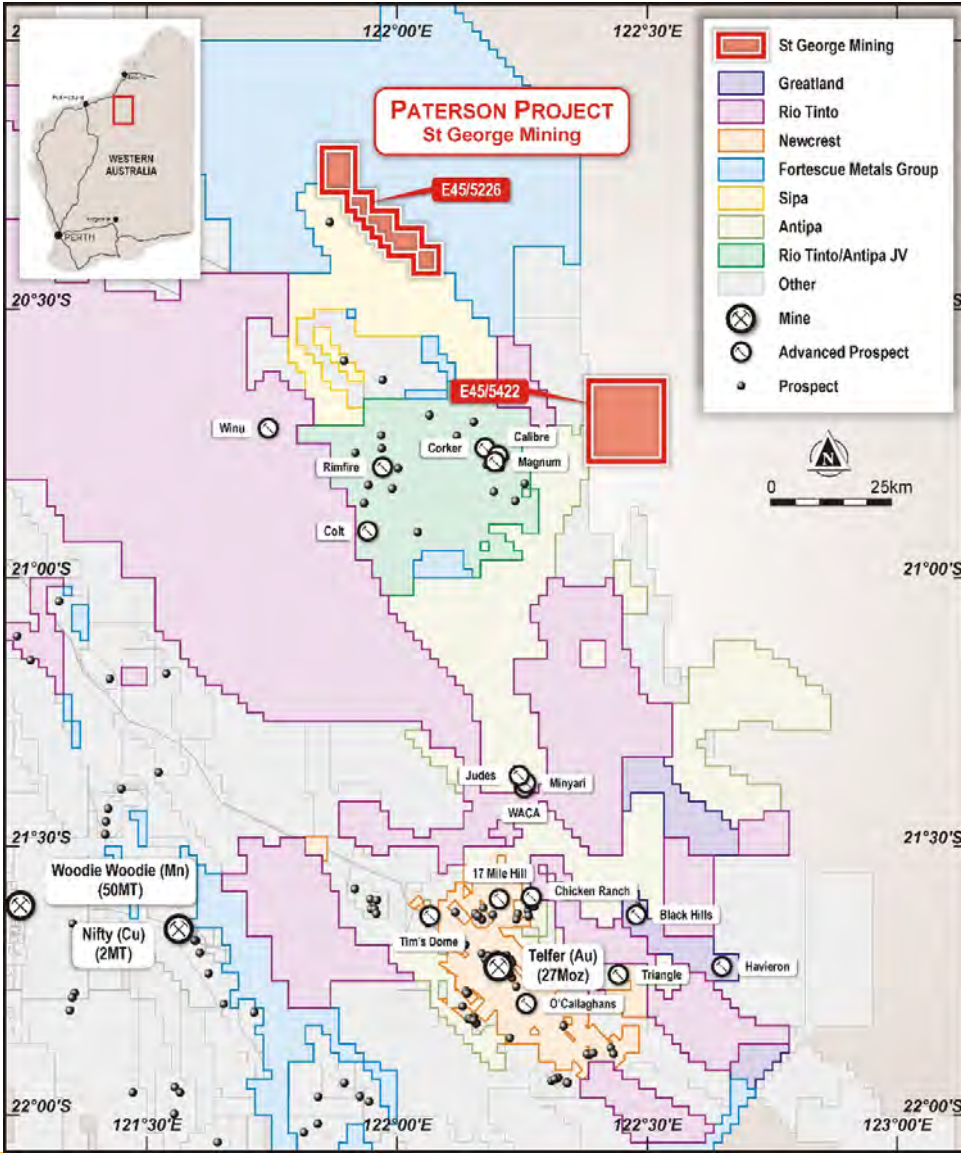 122°00'E
122°30'E
WESTERN
AUSTRALIA
PERTH
PATERSON PROJECT
St George Mining
E45/5226
St George Mining
Greatland
Rio Tinto
Newcrest
Fortescue Metals Group
Sipa
Antipa
Rio Tinto/Antipa JV
Other
Mine
Advanced Prospect
Prospect
N
0 25km
20°30'S
E45/5422
Winu
Corker
Calibre
Rimfire
Magnum
Colt
21°00'S
21°00'S
Judes
Minyari
WACA
21°30'S
21°30'S
Woodie Woodie (Mn)
(50MT)
17 Mile Hill
Chicken Ranch
Black Hills
Nifty (Cu)
(2MT)
Tim's Dome
Telfer (Au)
(27Moz)
Triangle
Havieron
O'Callaghans
22°00'S
22°00'S
121°30'E
122°00'E
122°30'E
123°00'E